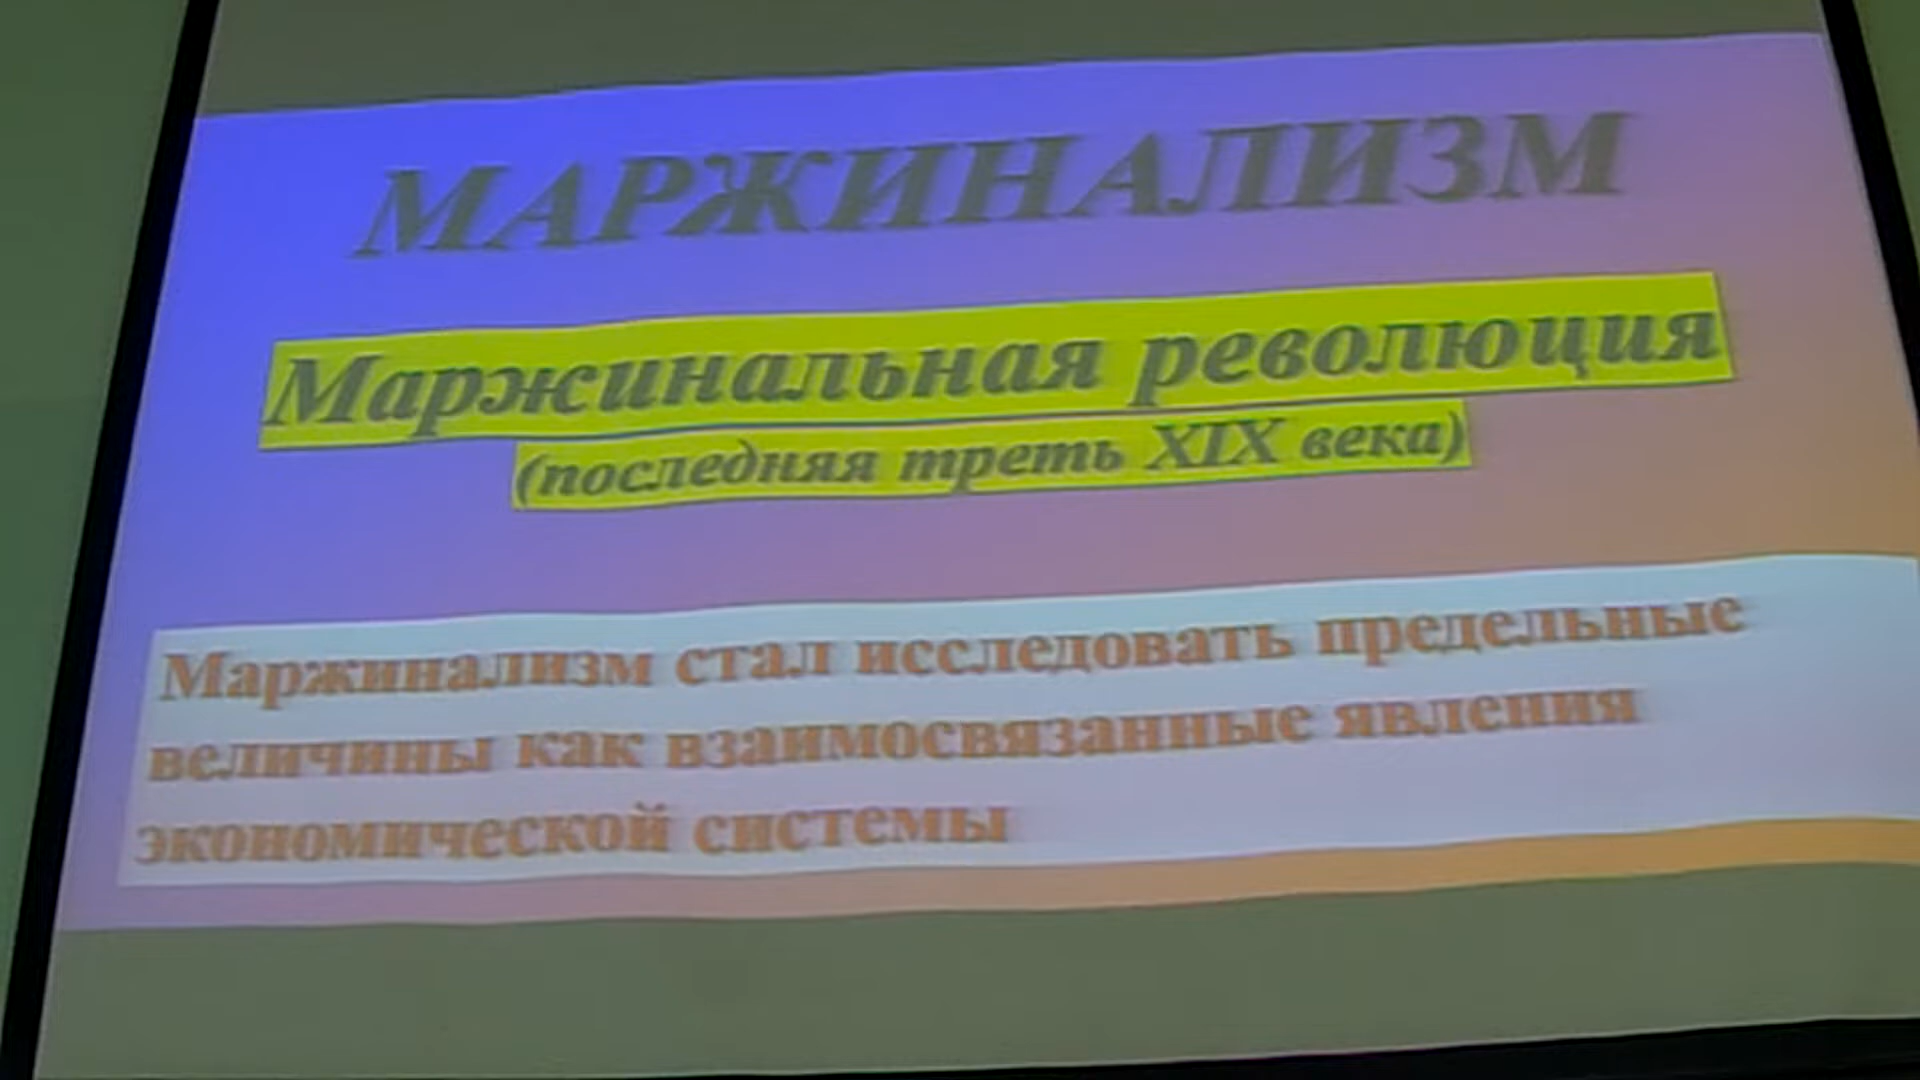 МАРЖИНАЛИЗМ
Маржинальная революция
(последняя треть XIX века)
Маржинализм стал исследовать предельные
величины как взаимосвязанные явления
экономической системы